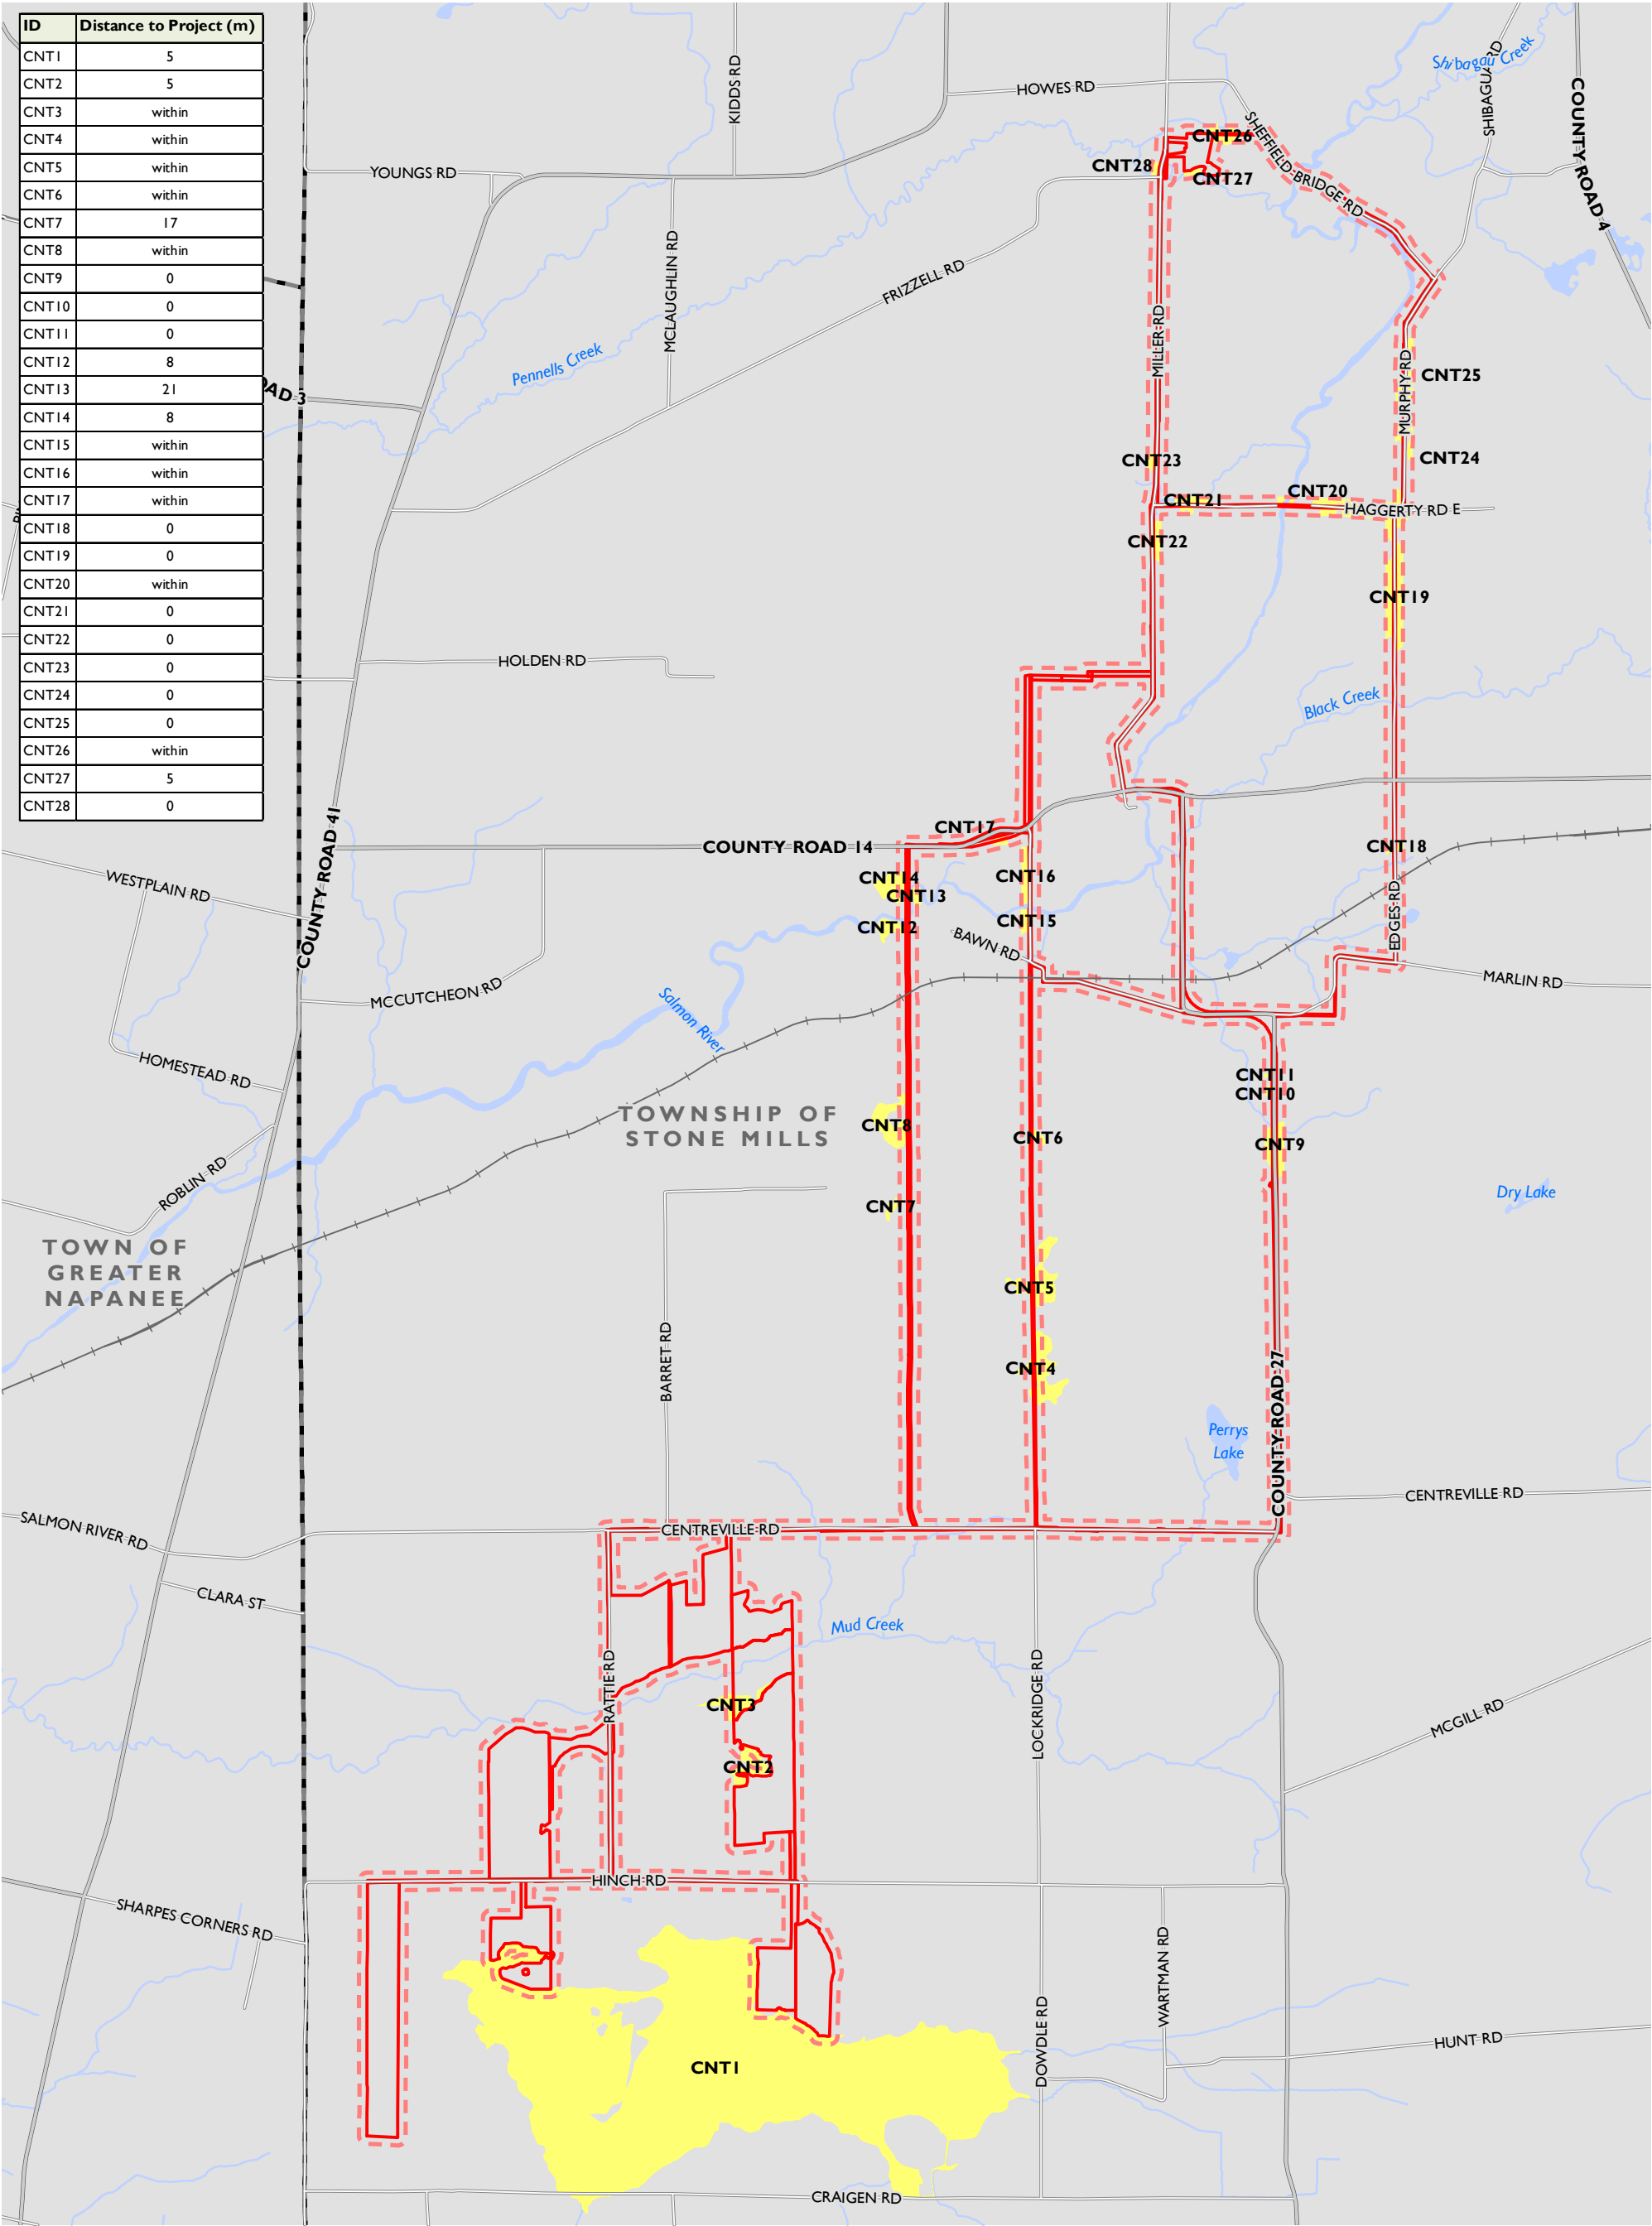 ID Distance to Project (m)
CNT1 5
CNT2 5
CNT3 within
CNT4 within
CNT5 within
CNT6 within
CNT7 17
CNT8 within
CNT9 0
CNT10 0
CNT11 0
CNT12 8
CNT13 21
CNT14 8
CNT15 within
CNT16 within
CNT17 within
CNT18 0
CNT19 0
CNT20 within
CNT21 0
CNT22 0
CNT23 0
CNT24 0
CNT25 0
CNT26 within
CNT27 5
CNT28 0
KIDDS RD
HOWES RD
Shibagau Creek
SHIBAGUA RD
COUNTY ROAD 4
SHEFFIELD BRIDGE RD
CNT26
CNT28
CNT27
YOUNGS RD
MCLAUGHLIN RD
FRIZZELL RD
MILLER RD
Pennells Creek
OAD 3
MURPHY RD
CNT25
CNT24
CNT23
CNT21
CNT20
HAGGERTY RD E
CNT22
CNT19
HOLDEN RD
Black Creek
COUNTY ROAD 41
CNT17
COUNTY ROAD 14
CNT18
CNT14
CNT16
CNT13
CNT15
CNT12
BAWN RD
EDGES RD
MARLIN RD
WESTPLAIN RD
MCCUTCHEON RD
Salmon River
HOMESTEAD RD
CNT11
CNT10
TOWNSHIP OF
STONE MILLS
CNT8
CNT6
CNT9
ROBLIN RD
CNT7
Dry Lake
TOWN OF
GREATER
NAPANEE
CNT5
BARRET RD
CNT4
COUNTY ROAD 27
Perrys
Lake
CENTREVILLE RD
SALMON RIVER RD
CENTREVILLE RD
CLARA ST
Mud Creek
RATTIE RD
LOCKRIDGE RD
CNT3
MCGILL RD
CNT2
HINCH RD
SHARPES CORNERS RD
WARTMAN RD
DOWDLE RD
HUNT RD
CNT1
CRAIGEN RD